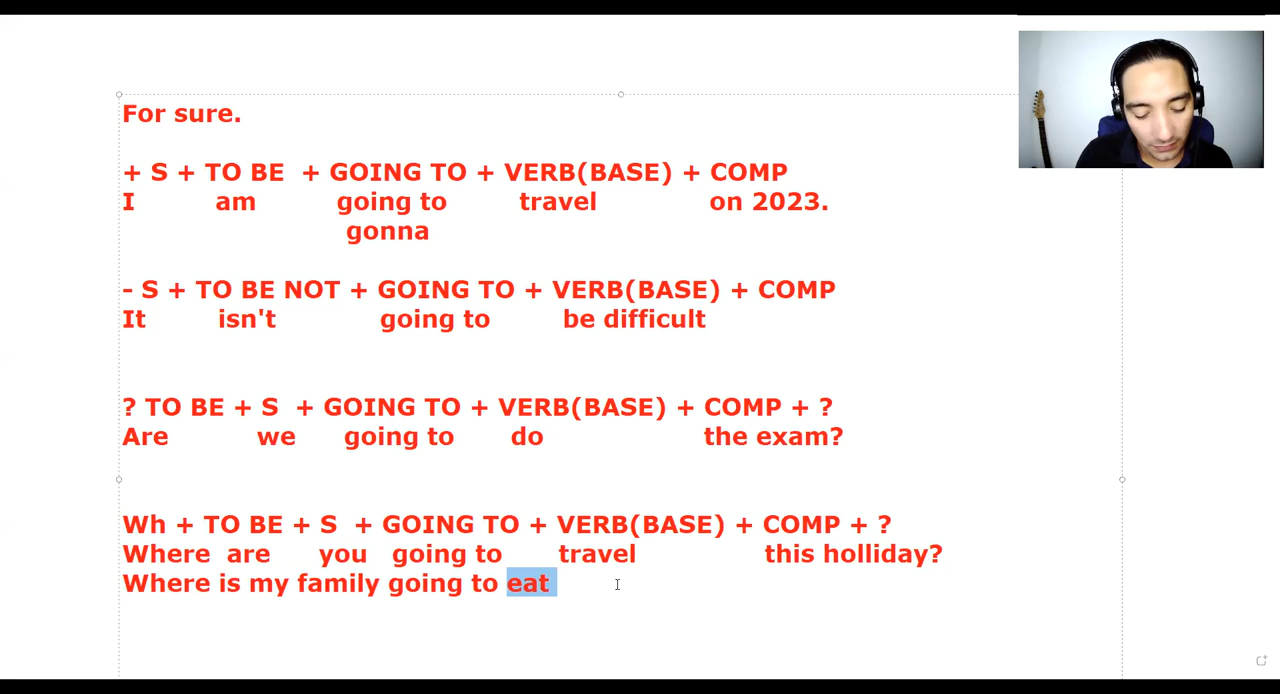 For sure.
+ S + TO BE + GOING TO + VERB(BASE) + COMP
I am going to travel on 2023.
gonna
- S + TO BE NOT + GOING TO + VERB(BASE) + COMP
It isn't going to be difficult
? TO BE + S + GOING TO + VERB(BASE) + COMP + ?
Are we going to do the exam?
Wh + TO BE + S + GOING TO + VERB(BASE) + COMP + ?
Where are you going to travel this holliday?
Where is my family going to eat